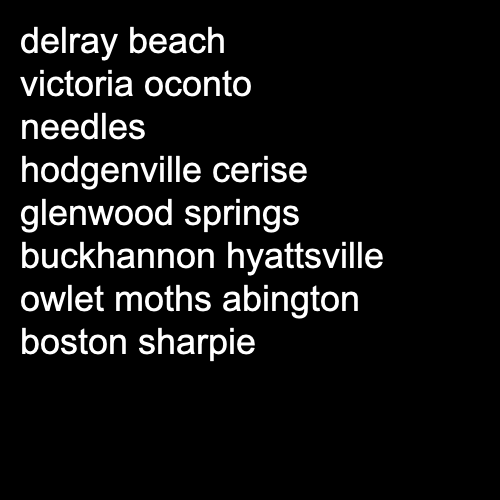 delray beach
victoria oconto
needles
hodgenville cerise
glenwood springs
buckhannon hyattsville
owlet moths abington
boston sharpie